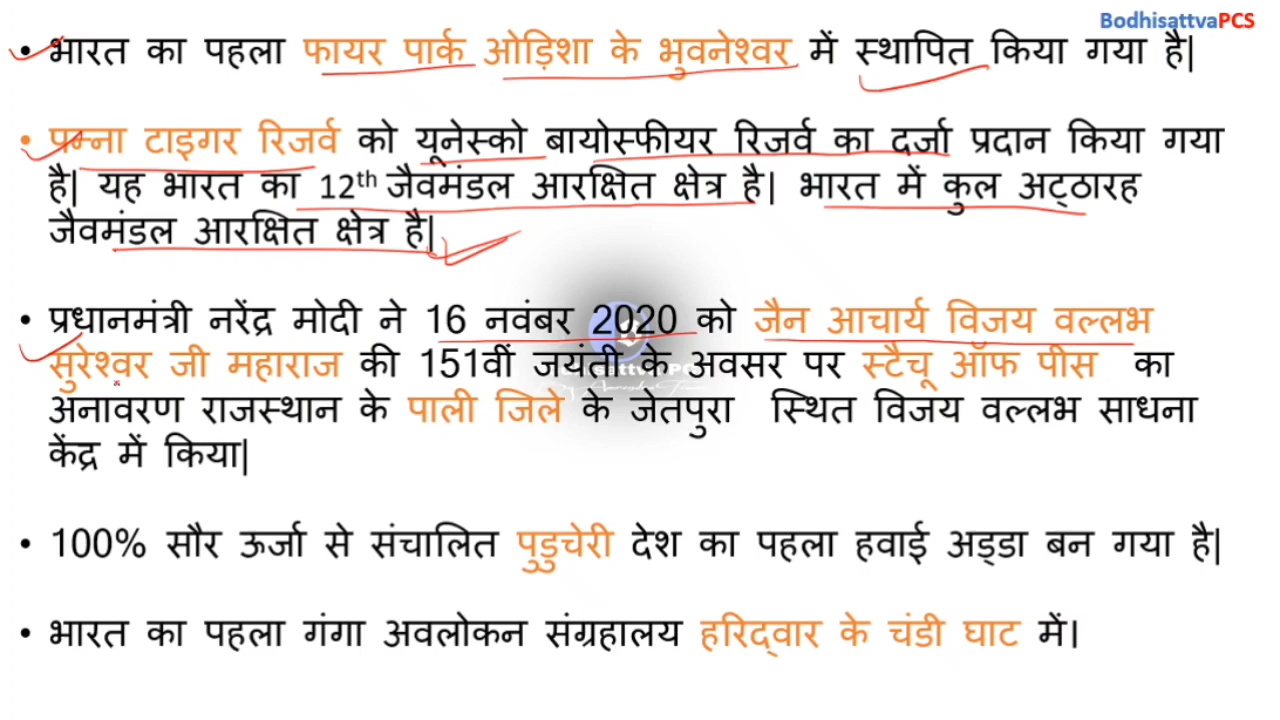 BodhisattvaPCS
• भारत का पहला फायर पार्क ओड़िशा के भुवनेश्वर में स्थापित किया गया है|
• पन्ना टाइगर रिजर्व को यूनेस्को बायोस्फीयर रिजर्व का दर्जा प्रदान किया गया
है| यह भारत का 12th जैवमंडल आरक्षित क्षेत्र है| भारत में कुल अट्ठारह
जैवमंडल आरक्षित क्षेत्र है|
• प्रधानमंत्री नरेंद्र मोदी ने 16 नवंबर 2020 को जैन आचार्य विजय वल्लभ
सुरेश्वर जी महाराज की 151वीं जयंती के अवसर पर स्टैचू ऑफ पीस का
अनावरण राजस्थान के पाली जिले के जेतपुरा स्थित विजय वल्लभ साधना
केंद्र में किया|
• 100% सौर ऊर्जा से संचालित पुडुचेरी देश का पहला हवाई अड्डा बन गया है|
• भारत का पहला गंगा अवलोकन संग्रहालय हरिद्वार के चंडी घाट में।